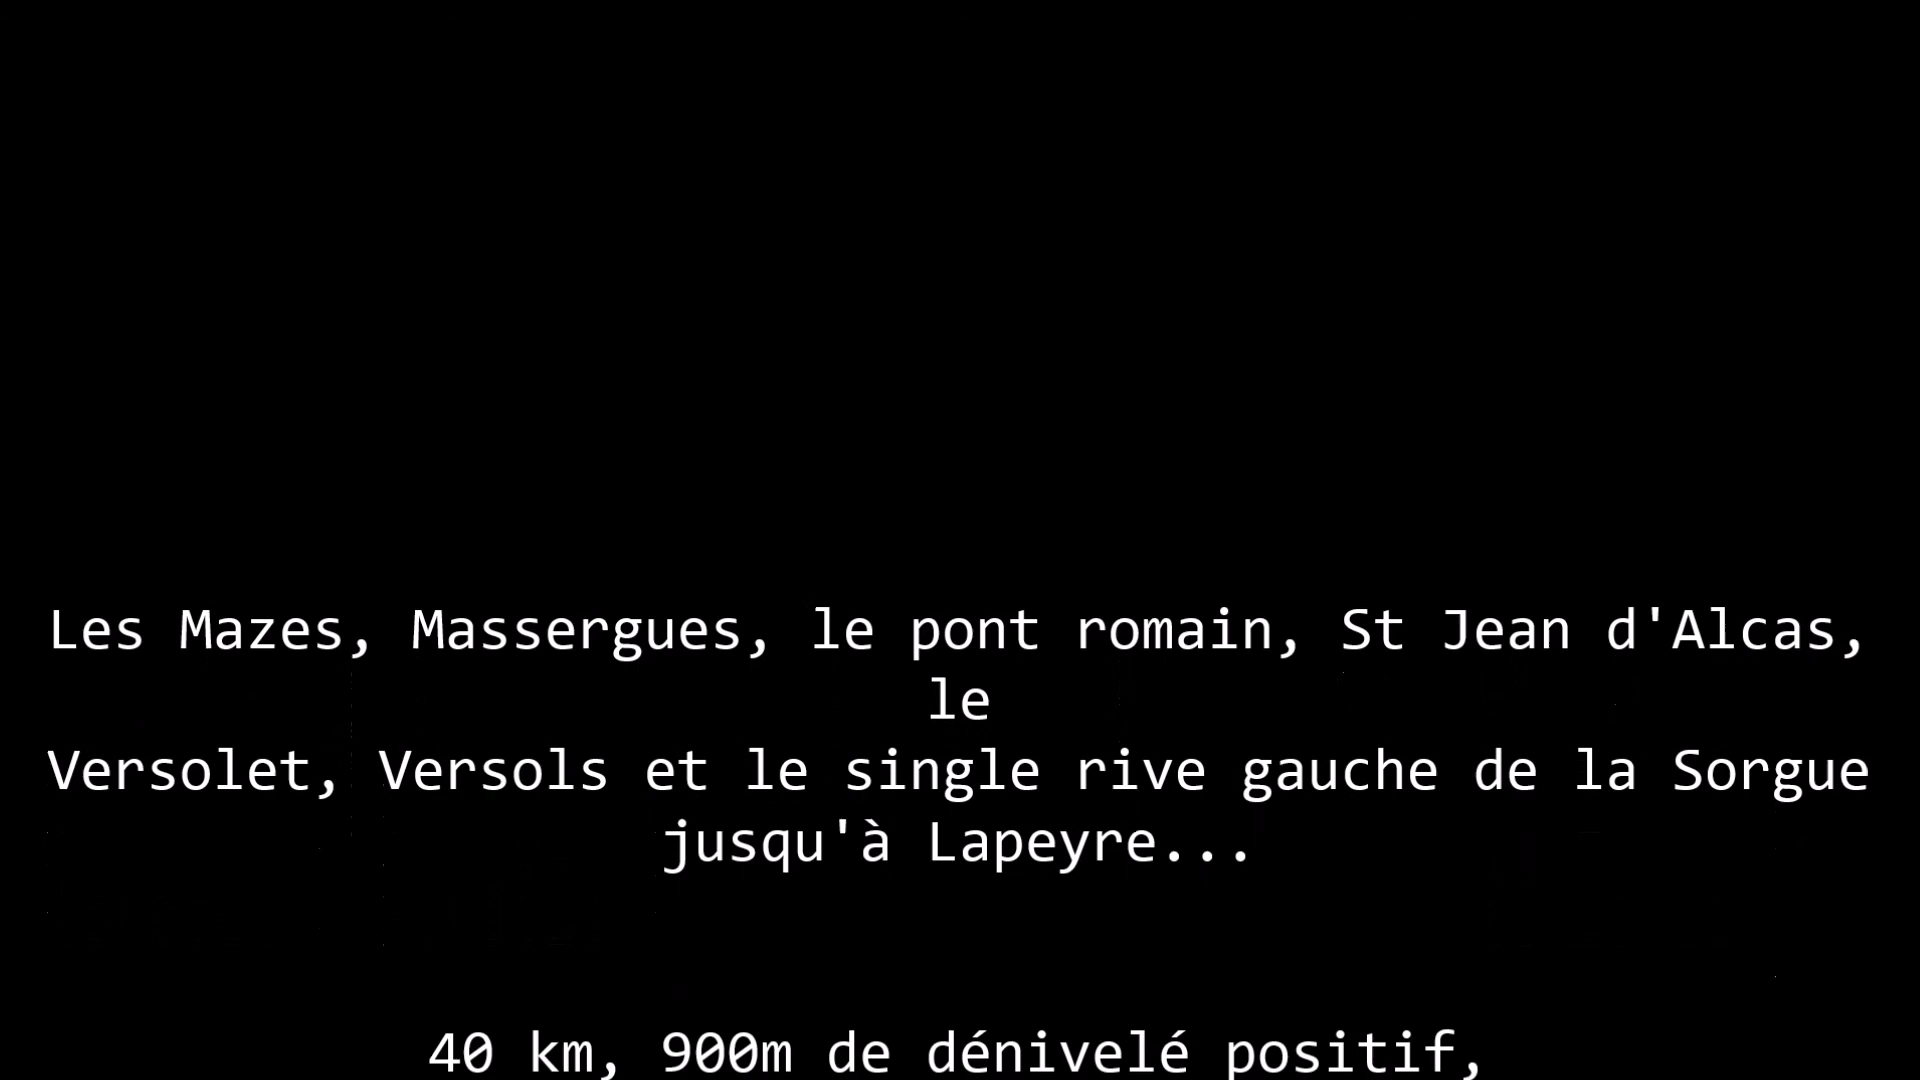 Les Mazes, Massergues, le pont romain, St Jean d'Alcas,
le
Versolet, Versols et le single rive gauche de la Sorgue
jusqu'à Lapeyre...
40 km, 900m de dénivelé positif,